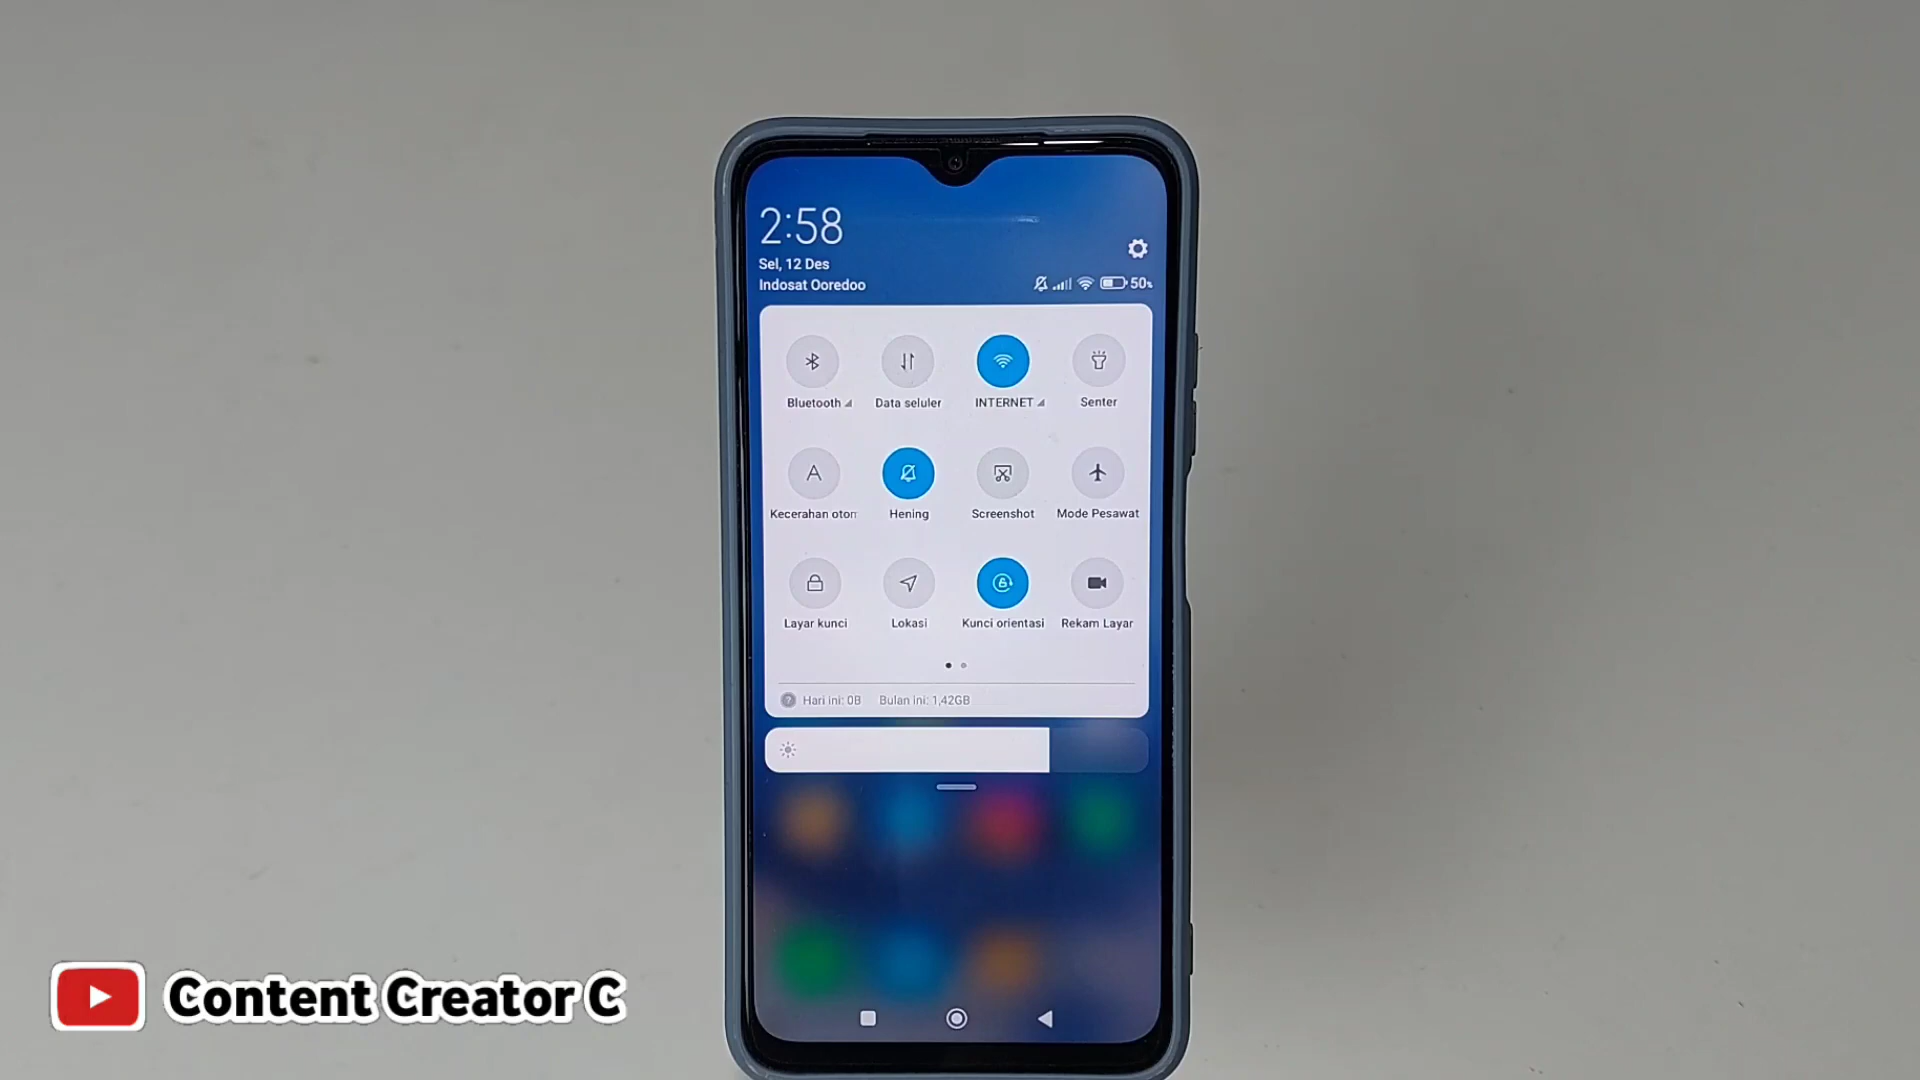 2:58
Sel, 12 Des
Indosat Ooredoo
50%
Bluetooth
Data seluler
INTERNET
Senter
A
Kecerahan oton
Hening
Screenshot
Mode Pesawat
Layar kunci
Lokasi
Kunci orientasi
Rekam Layar
? Hari ini: 0B Bulan ini: 1,42GB
Content Creator C